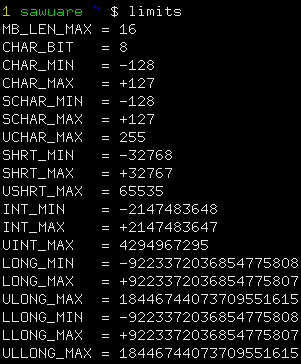 1 sawuare ~ $ limits
MB_LEN_MAX = 16
CHAR_BIT = 8
CHAR_MIN = -128
CHAR_MAX = +127
SCHAR_MIN = -128
SCHAR_MAX = +127
UCHAR_MAX = 255
SHRT_MIN = -32768
SHRT_MAX = +32767
USHRT_MAX = 65535
INT_MIN = -2147483648
INT_MAX = +2147483647
UINT_MAX = 4294967295
LONG_MIN = -9223372036854775808
LONG_MAX = +9223372036854775807
ULONG_MAX = 18446744073709551615
LLONG_MIN = -9223372036854775808
LLONG_MAX = +9223372036854775807
ULLONG_MAX = 18446744073709551615